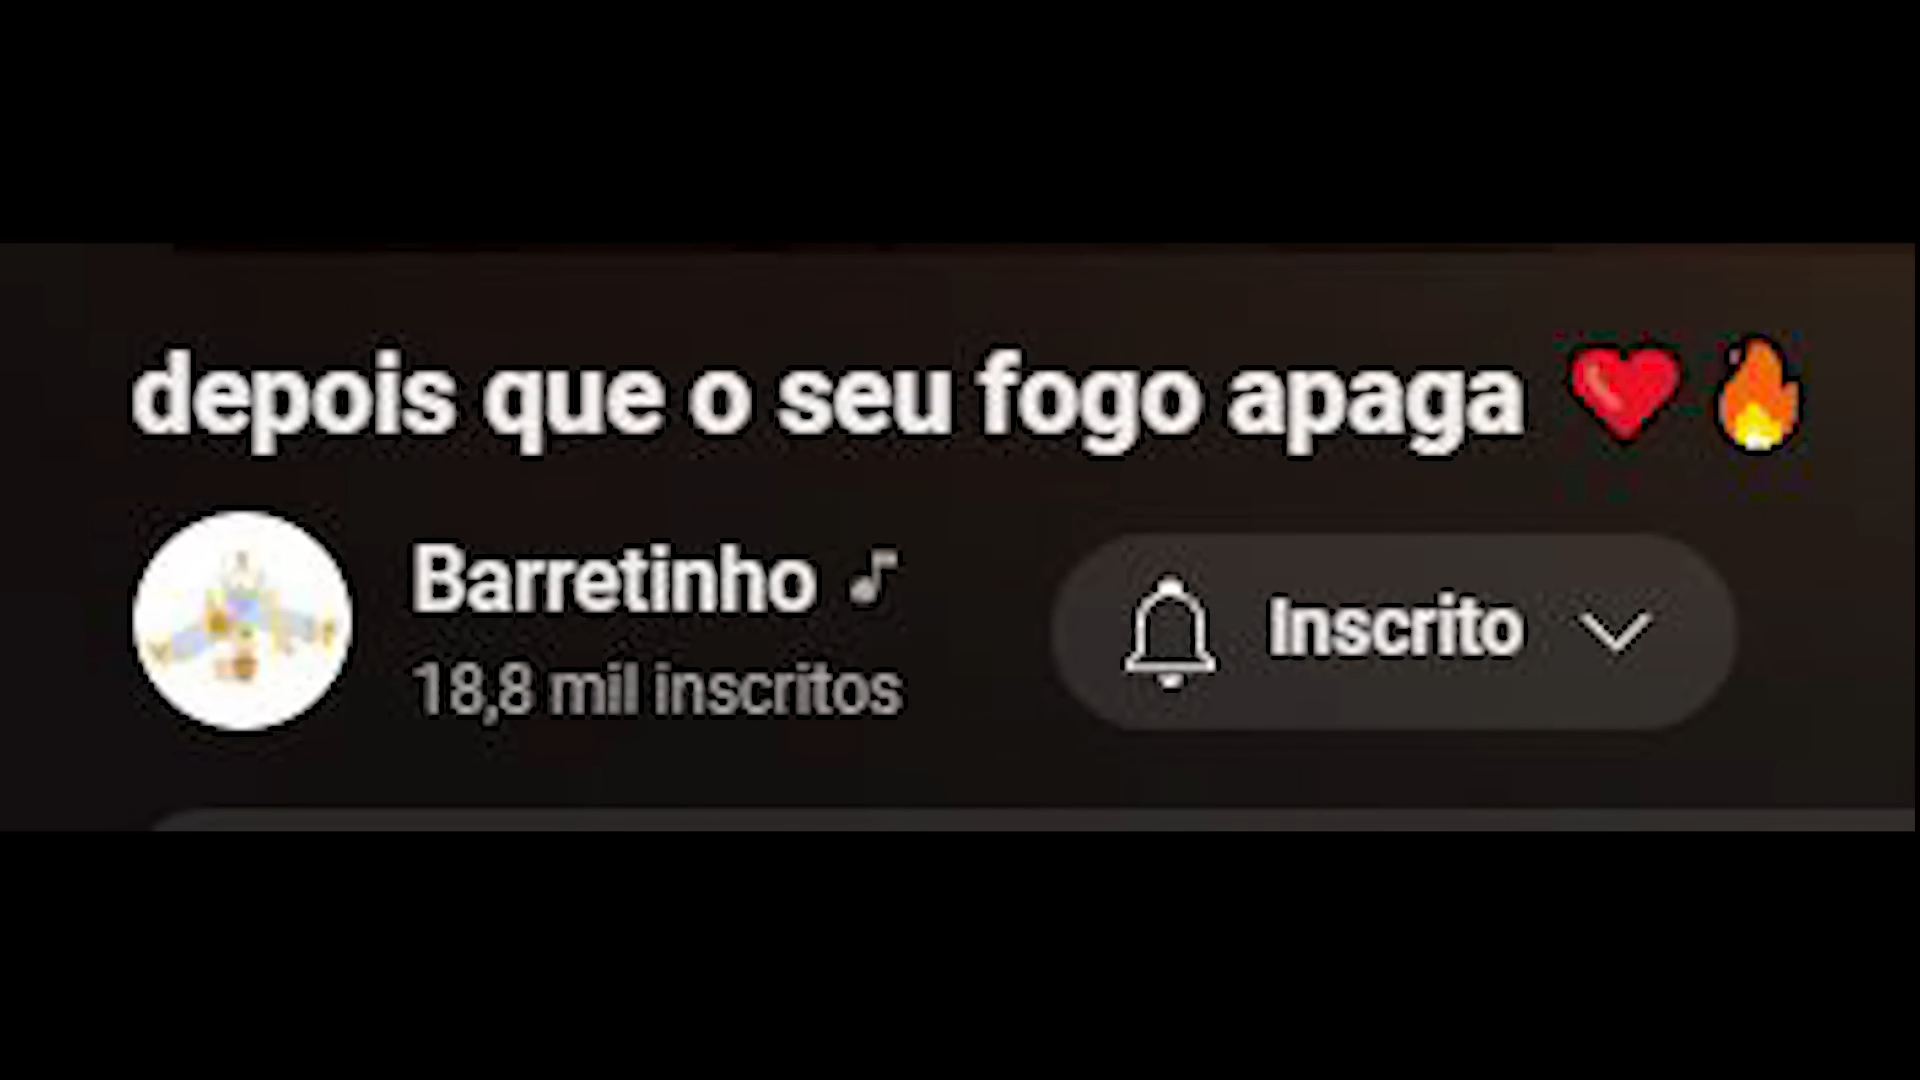 depois que o seu fogo apaga ❤️🔥
Barretinho ♪
18,8 mil inscritos
Inscrito